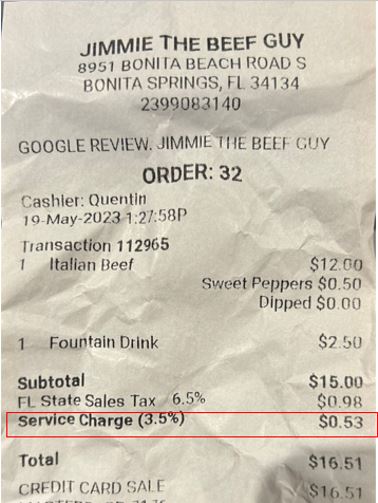 JIMMIE THE BEEF GUY
8951 BONITA BEACH ROAD S
BONITA SPRINGS, FL 34134
2399083140
GOOGLE REVIEW. JIMMIE THE BEEF GUY
ORDER: 32
Cashier: Quentin
19-May-2023 1:27:58P
Transaction 112965
1 Italian Beef $12.00
Sweet Peppers $0.50
Dipped $0.00
1 Fountain Drink $2.50
Subtotal $15.00
FL State Sales Tax 6.5% $0.98
Service Charge (3.5%) $0.53
Total $16.51
CREDIT CARD SALE $16.51